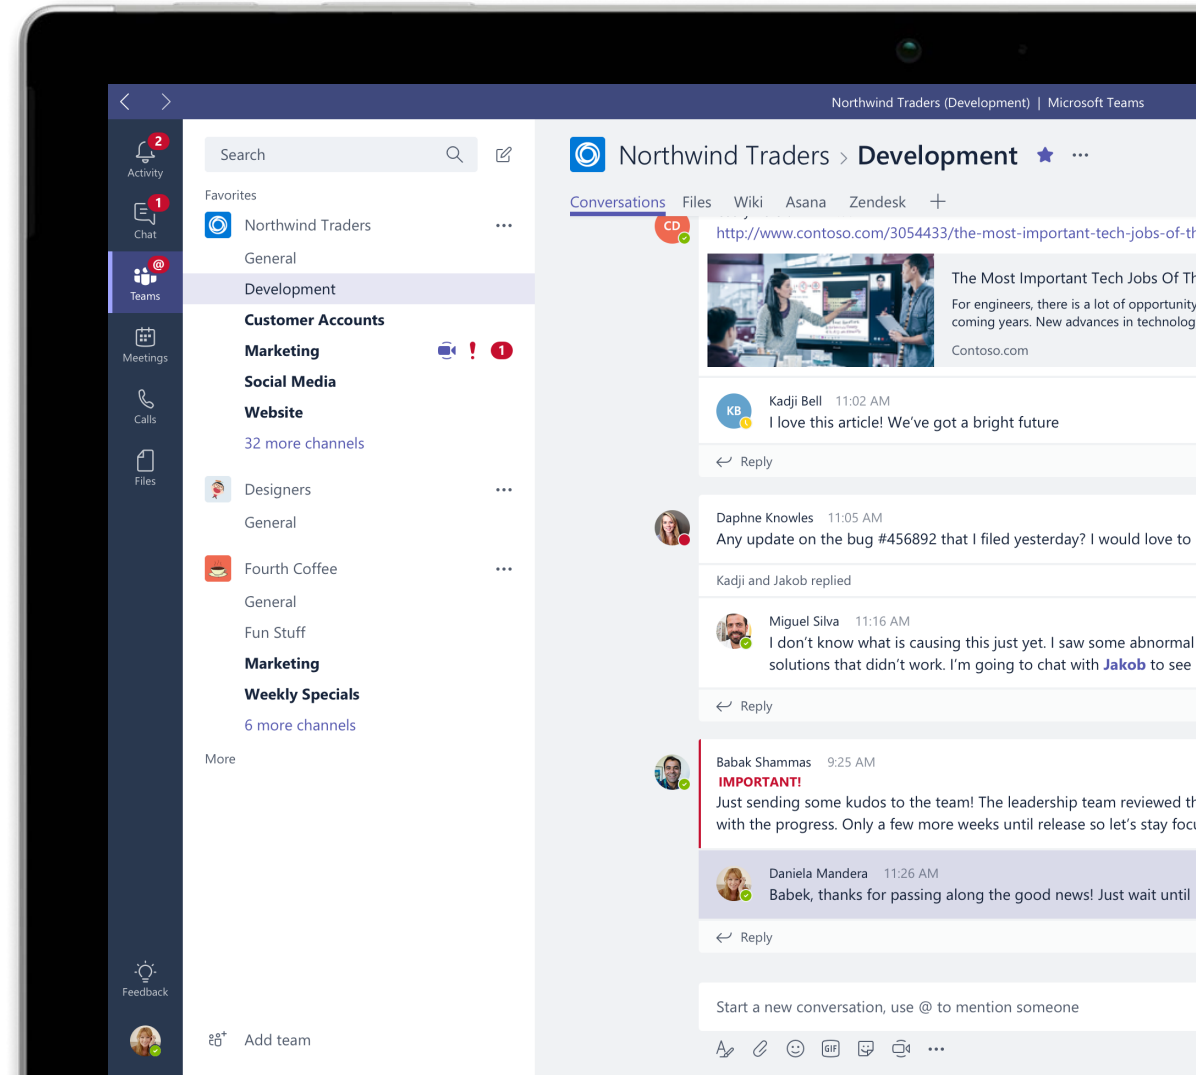 Northwind Traders (Development) | Microsoft Teams
2
Activity
1
Chat
@
Teams
Meetings
Calls
Files
Feedback
Search
Favorites
Northwind Traders
General
Development
Customer Accounts
Marketing
! 1
Social Media
Website
32 more channels
Designers
General
Fourth Coffee
General
Fun Stuff
Marketing
Weekly Specials
6 more channels
More
Add team
Northwind Traders > Development
Conversations Files Wiki Asana Zendesk
CD
http://www.contoso.com/3054433/the-most-important-tech-jobs-of-th
The Most Important Tech Jobs Of Th
For engineers, there is a lot of opportunity
coming years. New advances in technolog
Contoso.com
KB
Kadji Bell 11:02 AM
I love this article! We've got a bright future
Reply
Daphne Knowles 11:05 AM
Any update on the bug #456892 that I filed yesterday? I would love to
Kadji and Jakob replied
Miguel Silva 11:16 AM
I don't know what is causing this just yet. I saw some abnormal
solutions that didn't work. I'm going to chat with Jakob to see
Reply
Babak Shammas 9:25 AM
IMPORTANT!
Just sending some kudos to the team! The leadership team reviewed th
with the progress. Only a few more weeks until release so let's stay focu
Daniela Mandera 11:26 AM
Babek, thanks for passing along the good news! Just wait until
Reply
Start a new conversation, use @ to mention someone
GIF